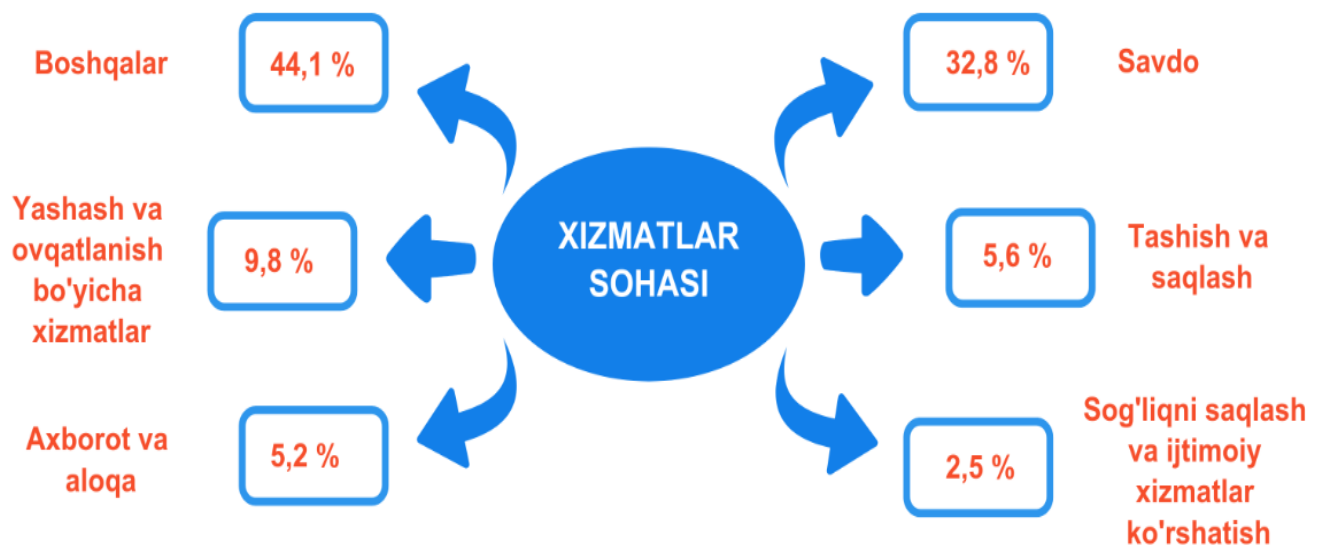 Boshqalar
44,1 %
32,8 %
Savdo
Yashash va
ovqatlanish
bo'yicha
xizmatlar
9,8 %
XIZMATLAR
SOHASI
5,6 %
Tashish va
saqlash
Axborot va
aloqa
5,2 %
2,5 %
Sog'liqni saqlash
va ijtimoiy
xizmatlar
ko'rshatish